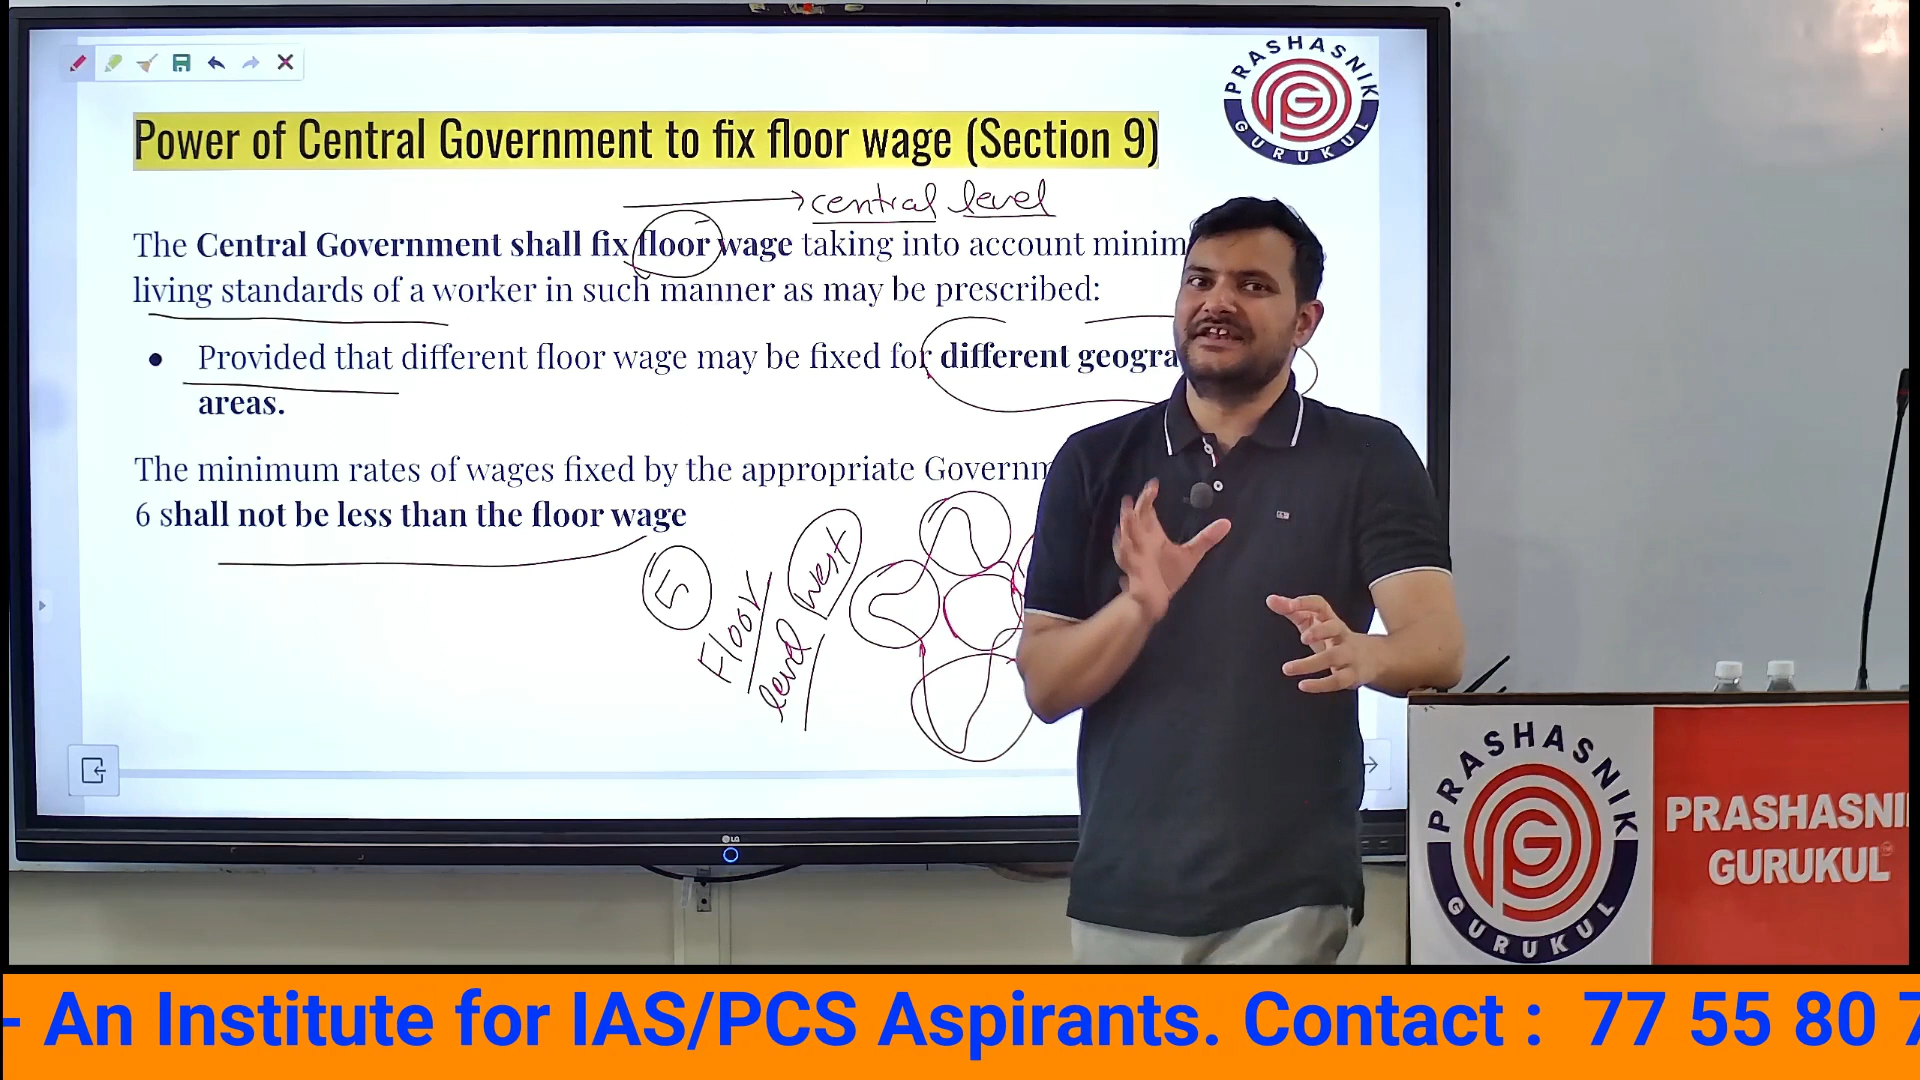 PRASHASNIK
GURUKUL
Power of Central Government to fix floor wage (Section 9)
central level
The Central Government shall fix floor wage taking into account minim
living standards of a worker in such manner as may be prescribed:
• Provided that different floor wage may be fixed for different geogra
areas.
The minimum rates of wages fixed by the appropriate Governm
6 shall not be less than the floor wage
5
Floor
level
west
LG
PRASHASNIK
GURUKUL
PRASHASNI
GURUKUL
- An Institute for IAS/PCS Aspirants. Contact : 77 55 80 7